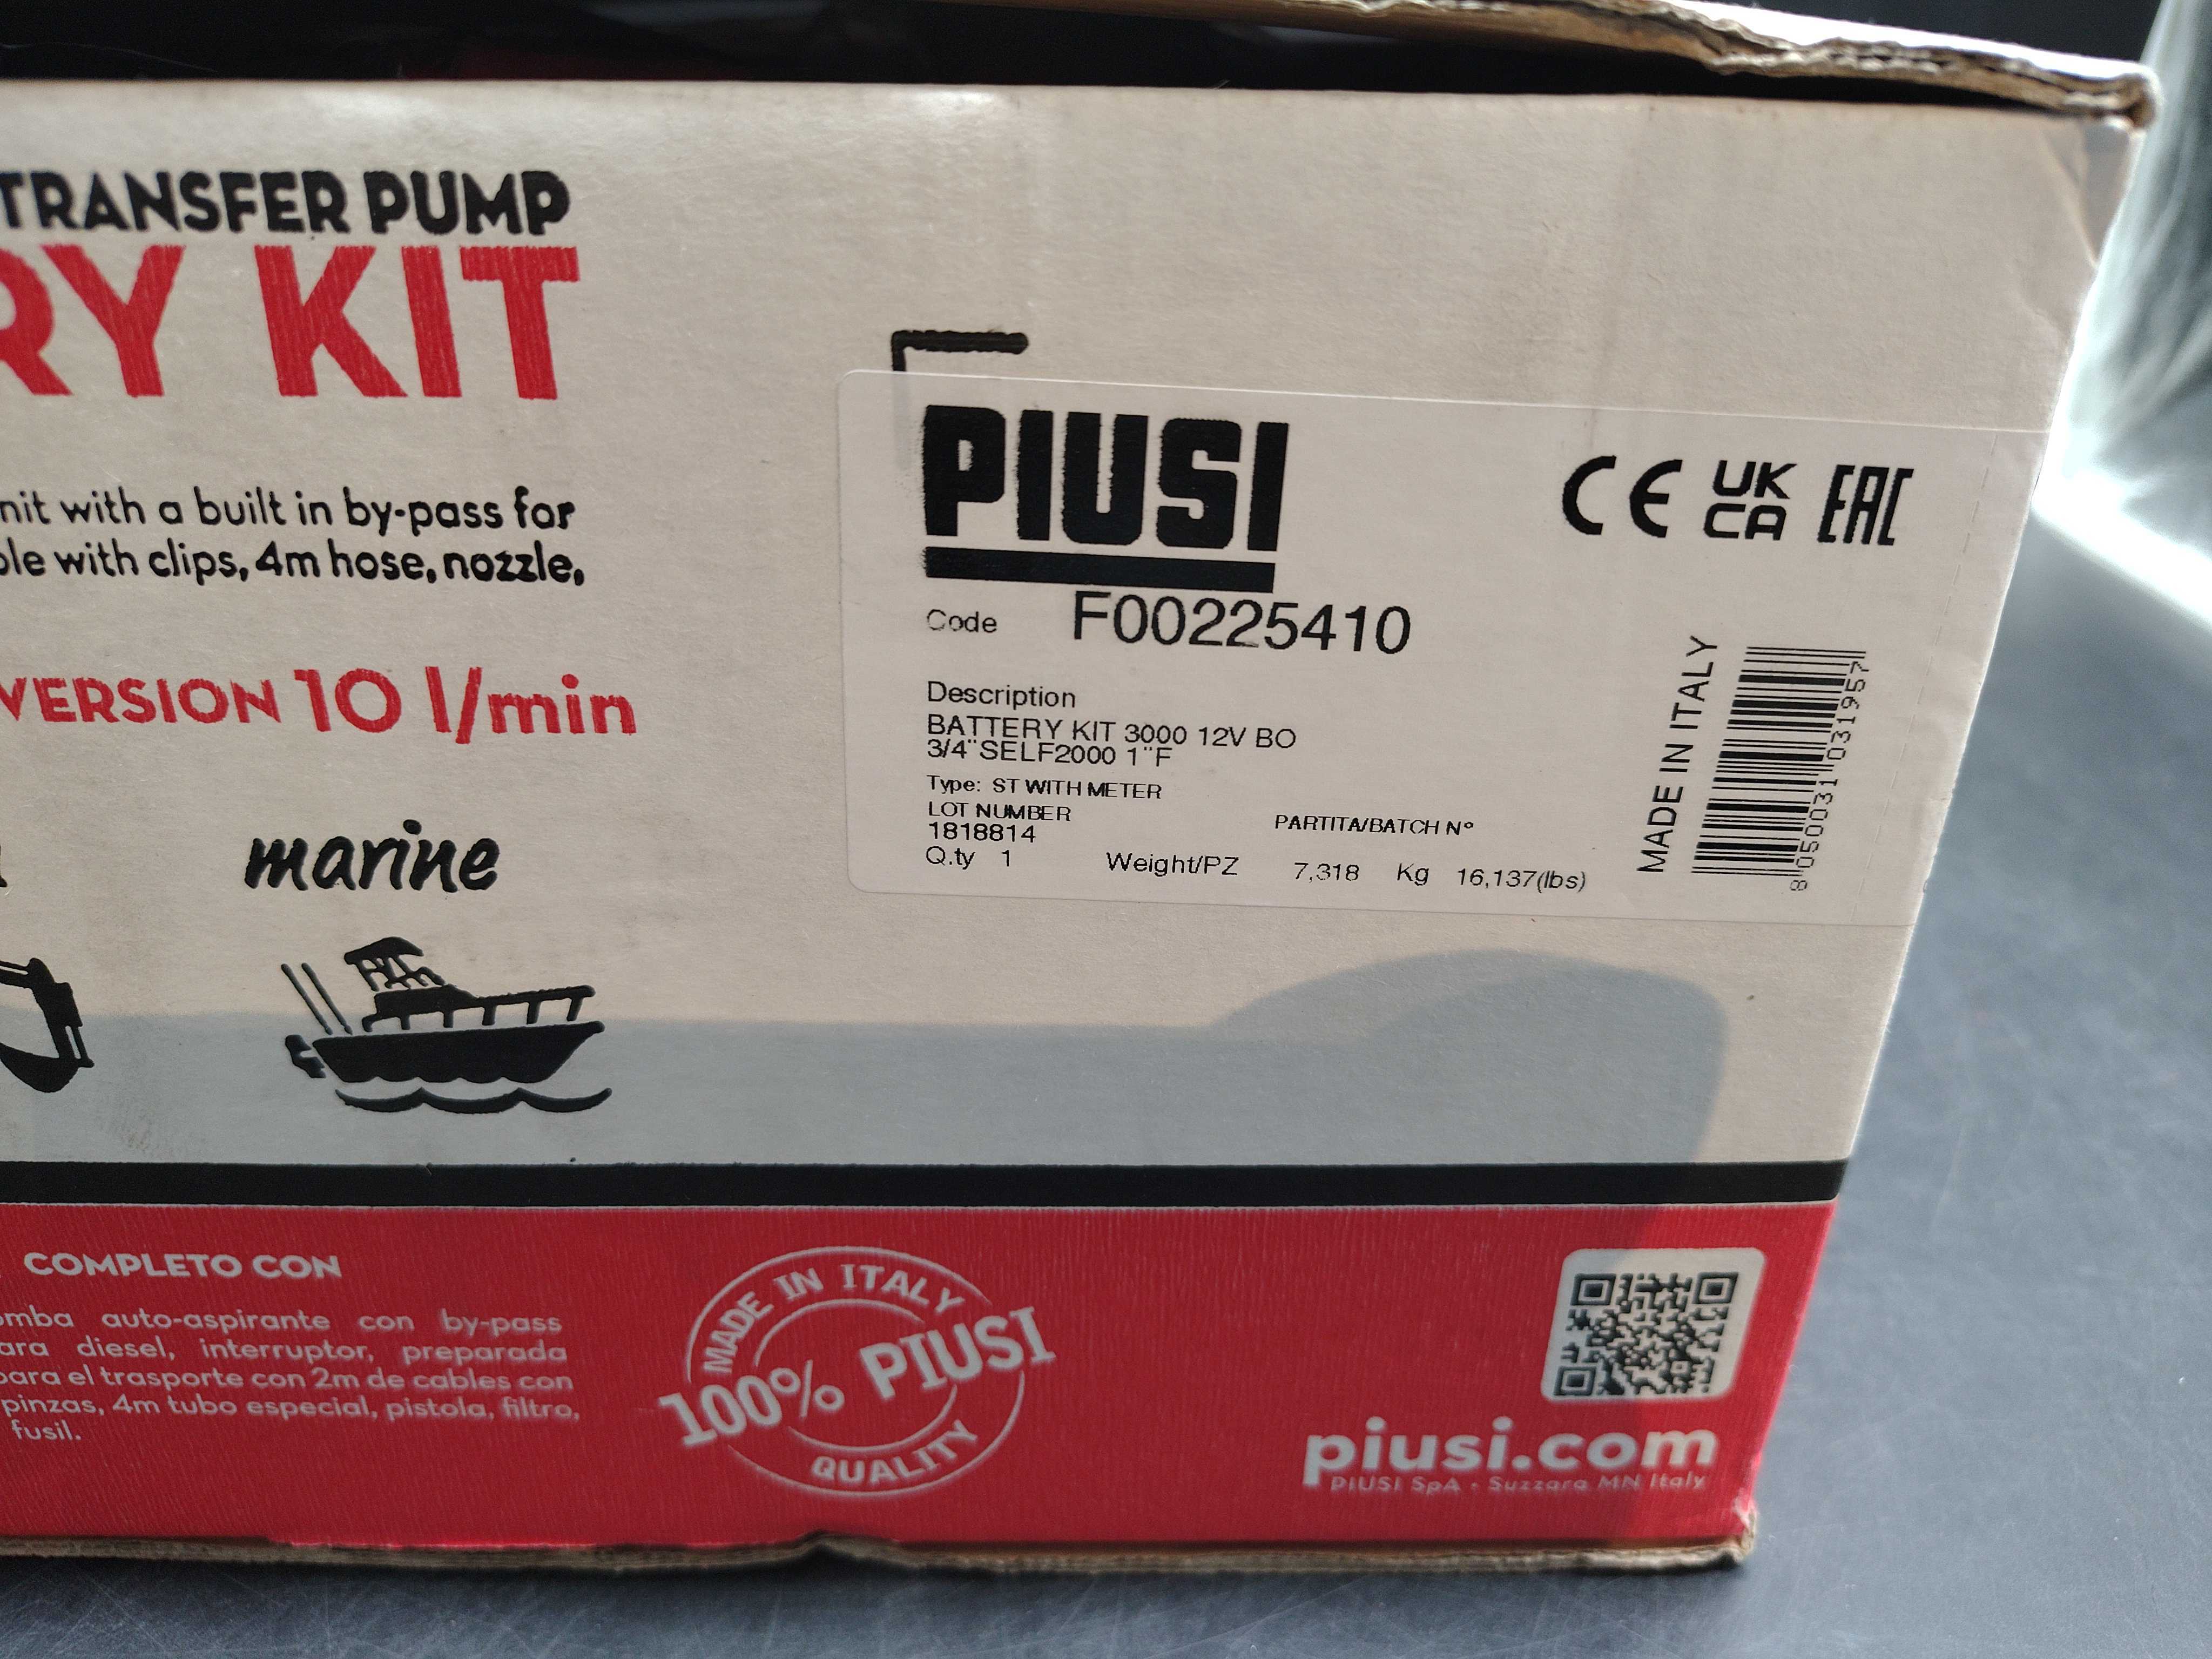 TRANSFER PUMP
RY KIT
nit with a built in by-pass for
ble with clips, 4m hose, nozzle,
VERSION 10 l/min
marine
PIUSI
CE UK CA EAC
Code F00225410
Description
BATTERY KIT 3000 12V BO
3/4"SELF2000 1"F
Type: ST WITH METER
LOT NUMBER PARTITA/BATCH N°
1818814
Q.ty 1 Weight/PZ 7,318 Kg 16,137(lbs)
MADE IN ITALY
8 050031 031957
COMPLETO CON
omba auto-aspirante con by-pass
ara diesel, interruptor, preparada
para el trasporte con 2m de cables con
pinzas, 4m tubo especial, pistola, filtro,
fusil.
MADE IN ITALY
100% PIUSI
QUALITY
piusi.com
PIUSI SpA - Suzzara MN Italy